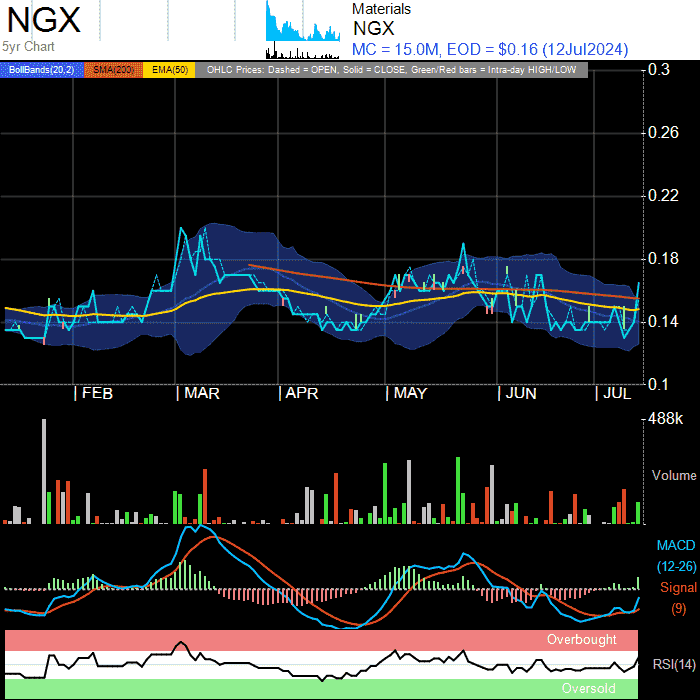 NGX
5yr Chart
Materials
NGX
MC = 15.0M, EOD = $0.16 (12Jul2024)
BollBands(20,2) SMA(200) EMA(50) OHLC Prices: Dashed = OPEN, Solid = CLOSE, Green/Red bars = Intra-day HIGH/LOW
0.3
0.26
0.22
0.18
0.14
0.1
| FEB | MAR | APR | MAY | JUN | JUL
488k
Volume
MACD
(12-26)
Signal
(9)
Overbought
RSI(14)
Oversold